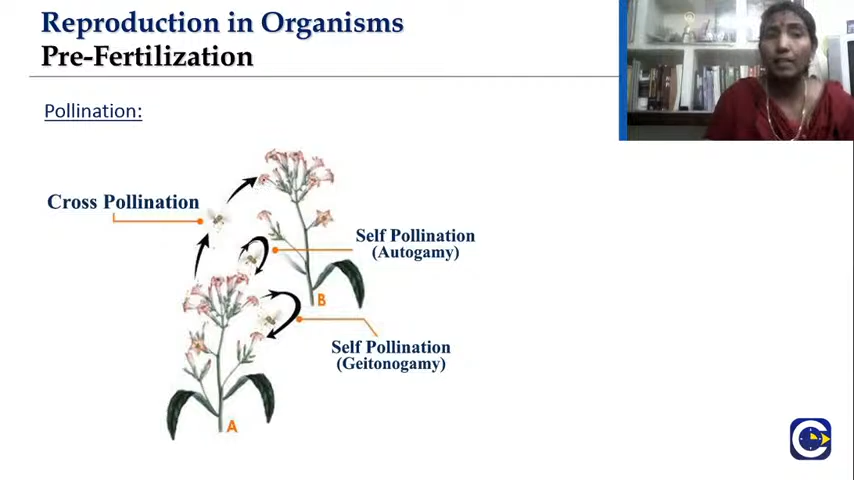 Reproduction in Organisms
Pre-Fertilization
Pollination:
Cross Pollination
Self Pollination
(Autogamy)
B
Self Pollination
(Geitonogamy)
A